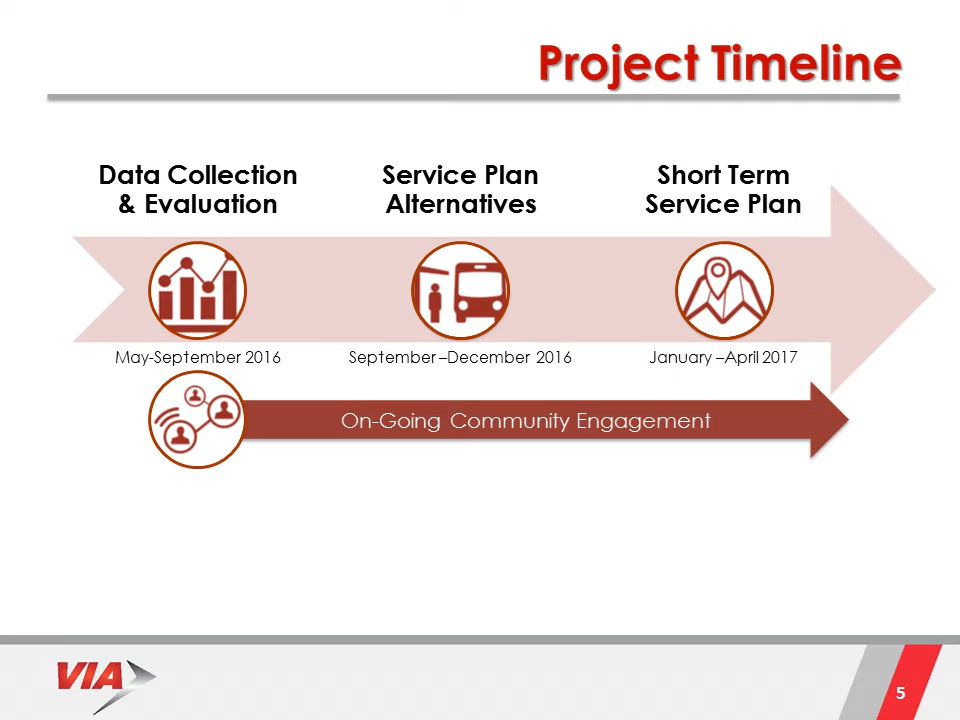 Project Timeline
Data Collection
& Evaluation
Service Plan
Alternatives
Short Term
Service Plan
May-September 2016
September –December 2016
January –April 2017
On-Going Community Engagement
VIA
5